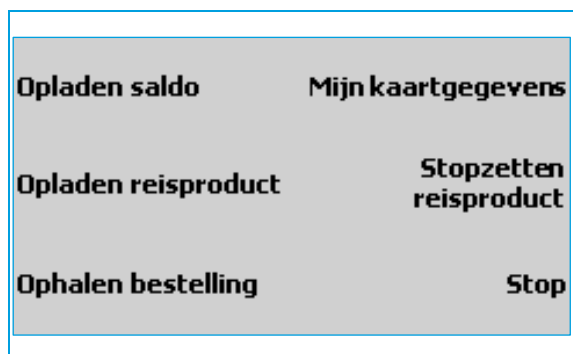 Opladen saldo
Mijn kaartgegevens
Opladen reisproduct
Stopzetten
reisproduct
Ophalen bestelling
Stop